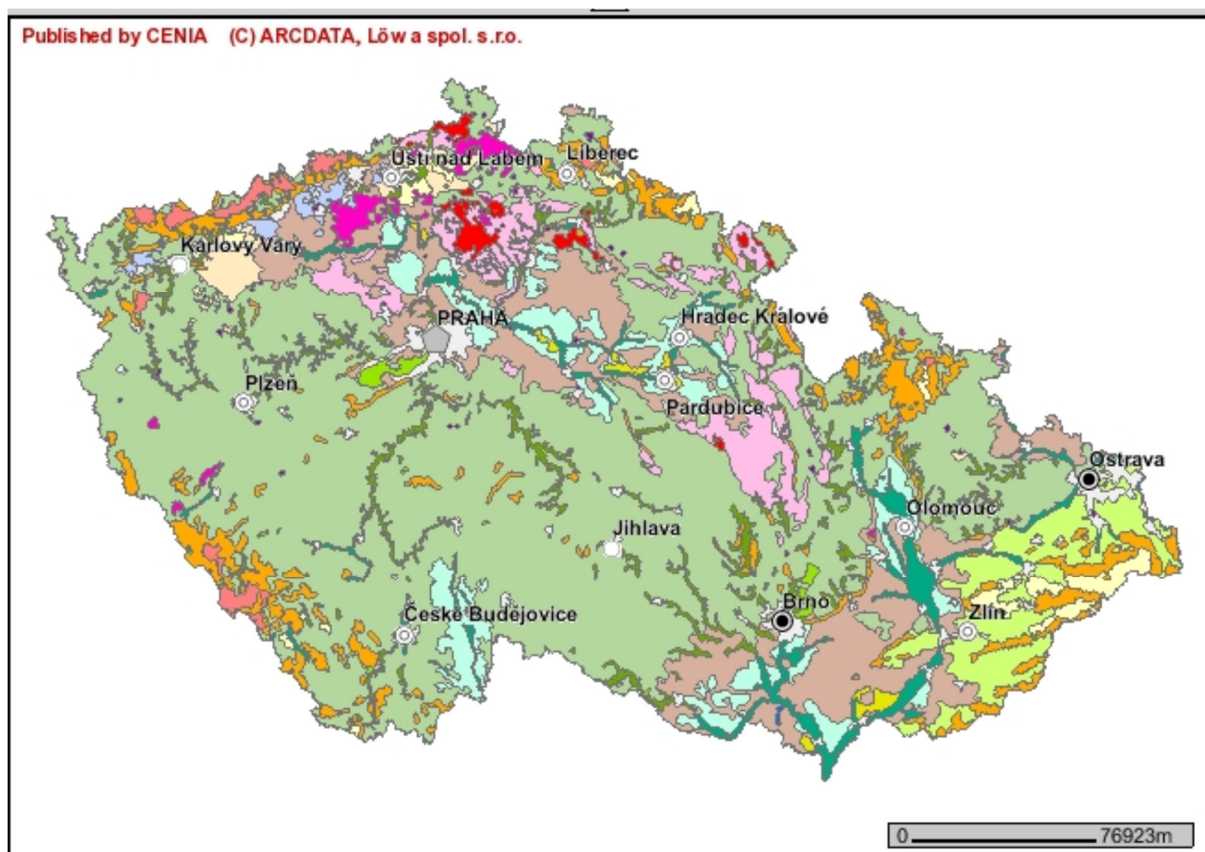 Published by CENIA (C) ARCDATA, Löw a spol. s.r.o.
Ústí nad Labem
Liberec
Karlovy Vary
PRAHA
Hradec Králové
Plzeň
Pardubice
Ostrava
Olomouc
Jihlava
Brno
České Budějovice
Zlín
0 76923m